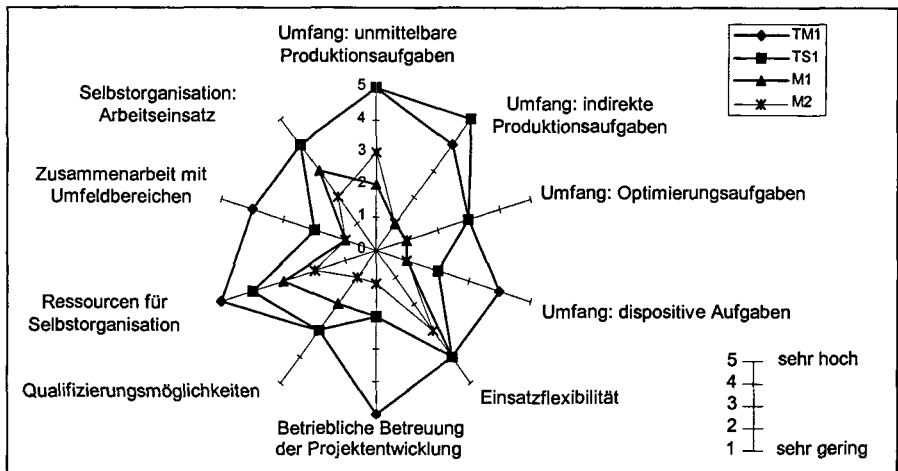 Umfang: unmittelbare
Produktionsaufgaben
TM1
TS1
M1
M2
Selbstorganisation:
Arbeitseinsatz
Umfang: indirekte
Produktionsaufgaben
Zusammenarbeit mit
Umfeldbereichen
Umfang: Optimierungsaufgaben
5
4
3
2
1
0
Ressourcen für
Selbstorganisation
Umfang: dispositive Aufgaben
Qualifizierungsmöglichkeiten
Einsatzflexibilität
Betriebliche Betreuung
der Projektentwicklung
5 sehr hoch
4
3
2
1 sehr gering